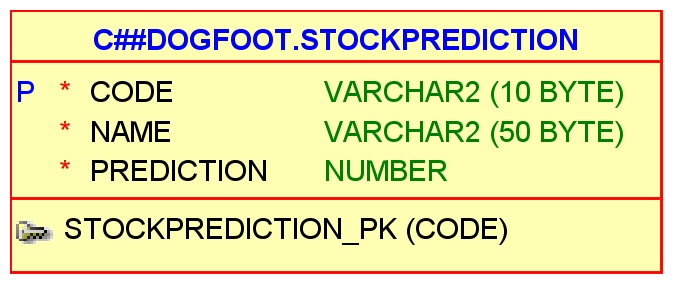 C##DOGFOOT.STOCKPREDICTION
P * CODE VARCHAR2 (10 BYTE)
* NAME VARCHAR2 (50 BYTE)
* PREDICTION NUMBER
STOCKPREDICTION_PK (CODE)